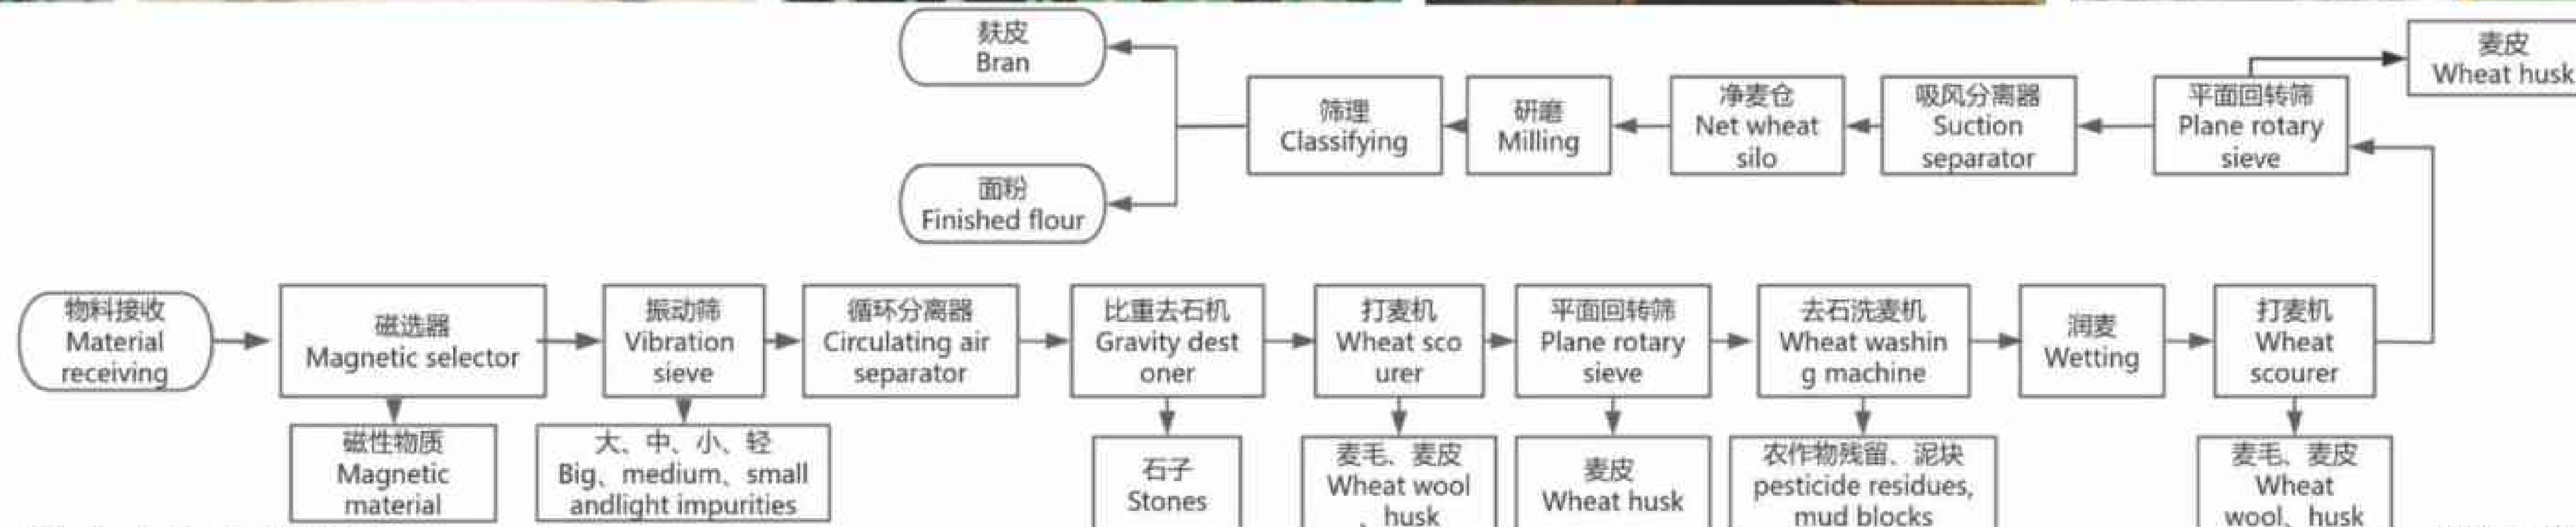 麸皮
Bran
麦皮
Wheat husk
筛理
Classifying
研磨
Milling
净麦仓
Net wheat
silo
吸风分离器
Suction
separator
平面回转筛
Plane rotary
sieve
面粉
Finished flour
物料接收
Material
receiving
磁选器
Magnetic selector
振动筛
Vibration
sieve
循环分离器
Circulating air
separator
比重去石机
Gravity dest
oner
打麦机
Wheat sco
urer
平面回转筛
Plane rotary
sieve
去石洗麦机
Wheat washin
g machine
润麦
Wetting
打麦机
Wheat
scourer
磁性物质
Magnetic
material
大、中、小、轻
Big、medium、small
andlight impurities
石子
Stones
麦毛、麦皮
Wheat wool
、husk
麦皮
Wheat husk
农作物残留、泥块
pesticide residues,
mud blocks
麦毛、麦皮
Wheat
wool、husk